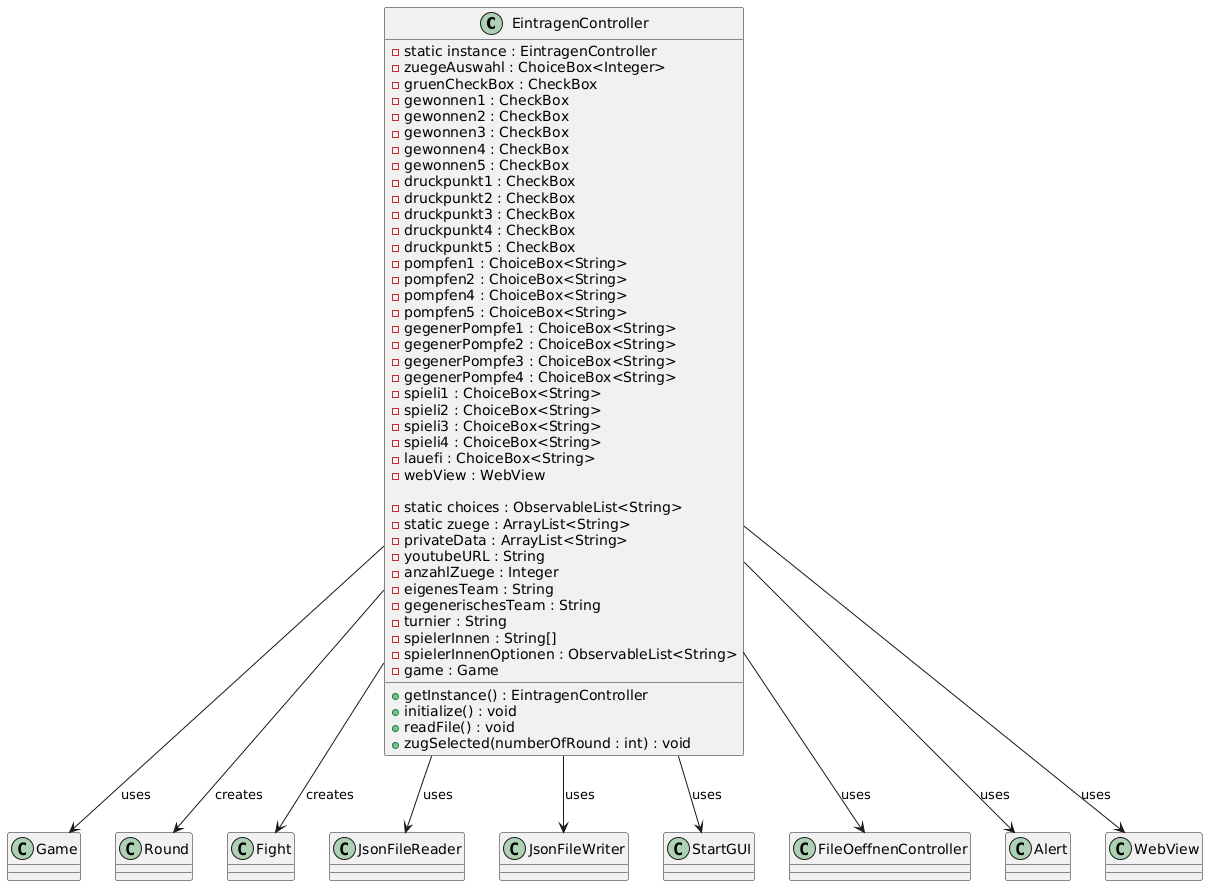 C EintragenController
static instance : EintragenController
zuegeAuswahl : ChoiceBox<Integer>
gruenCheckBox : CheckBox
gewonnen1 : CheckBox
gewonnen2 : CheckBox
gewonnen3 : CheckBox
gewonnen4 : CheckBox
gewonnen5 : CheckBox
druckpunkt1 : CheckBox
druckpunkt2 : CheckBox
druckpunkt3 : CheckBox
druckpunkt4 : CheckBox
druckpunkt5 : CheckBox
pompfen1 : ChoiceBox<String>
pompfen2 : ChoiceBox<String>
pompfen4 : ChoiceBox<String>
pompfen5 : ChoiceBox<String>
gegenerPompfe1 : ChoiceBox<String>
gegenerPompfe2 : ChoiceBox<String>
gegenerPompfe3 : ChoiceBox<String>
gegenerPompfe4 : ChoiceBox<String>
spieli1 : ChoiceBox<String>
spieli2 : ChoiceBox<String>
spieli3 : ChoiceBox<String>
spieli4 : ChoiceBox<String>
lauefi : ChoiceBox<String>
webView : WebView
static choices : ObservableList<String>
static zuege : ArrayList<String>
privateData : ArrayList<String>
youtubeURL : String
anzahlZuege : Integer
eigenesTeam : String
gegenerischesTeam : String
turnier : String
spielerInnen : String[]
spielerInnenOptionen : ObservableList<String>
game : Game
getInstance() : EintragenController
initialize() : void
readFile() : void
zugSelected(numberOfRound : int) : void
uses
creates
creates
uses
uses
uses
uses
uses
uses
C Game
C Round
C Fight
C JsonFileReader
C JsonFileWriter
C StartGUI
C FileOeffnenController
C Alert
C WebView